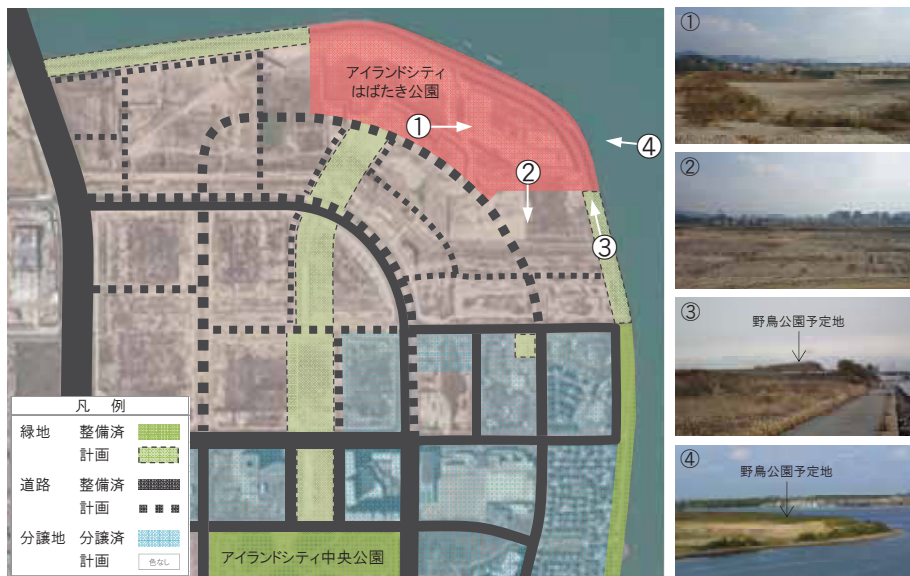 アイランドシティ
はばたき公園
①
②
③
④
凡 例
緑地 整備済
計画
道路 整備済
計画
分譲地 分譲済
計画 色なし
アイランドシティ中央公園
①
②
③
野鳥公園予定地
④
野鳥公園予定地